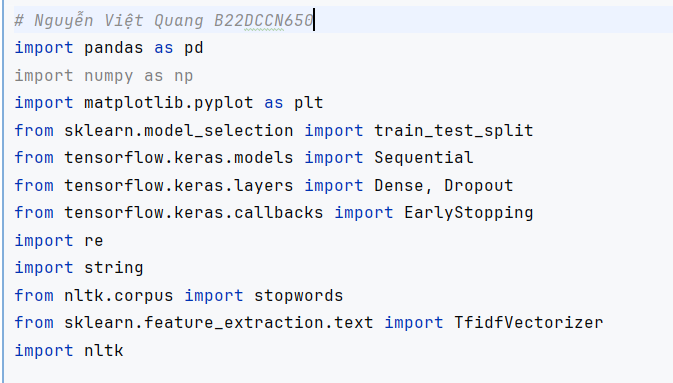 # Nguyễn Việt Quang B22DCCN650
import pandas as pd
import numpy as np
import matplotlib.pyplot as plt
from sklearn.model_selection import train_test_split
from tensorflow.keras.models import Sequential
from tensorflow.keras.layers import Dense, Dropout
from tensorflow.keras.callbacks import EarlyStopping
import re
import string
from nltk.corpus import stopwords
from sklearn.feature_extraction.text import TfidfVectorizer
import nltk